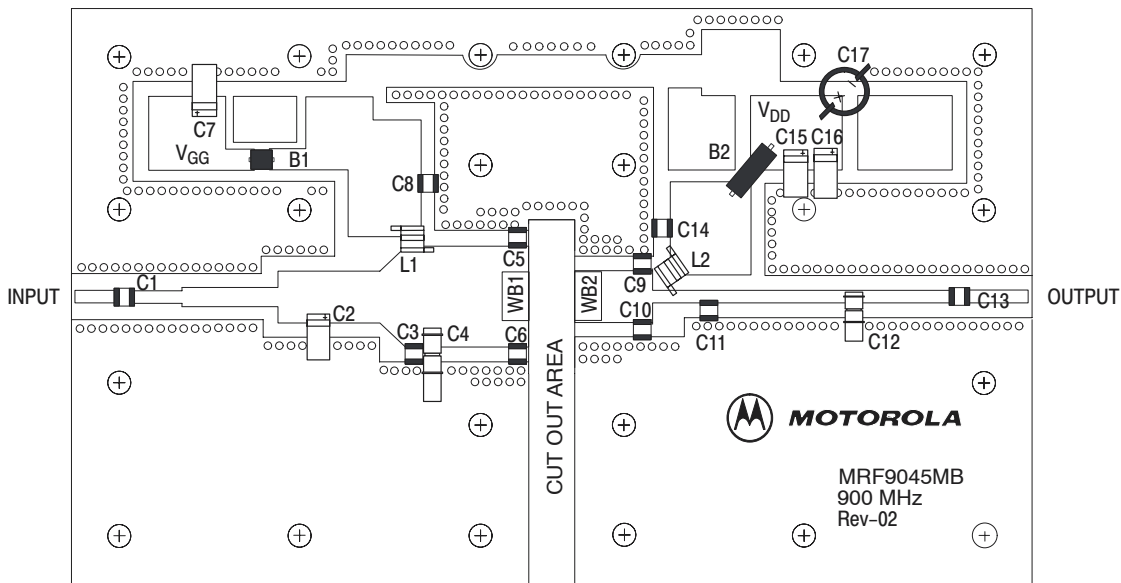 C17
C7
VGG
B1
VDD
C15 C16
B2
C8
C14
C5
L1
L2
C9
WB1
WB2
INPUT
C1
C13
OUTPUT
C2
C3
C4
C6
C10
C11
C12
CUT OUT AREA
MOTOROLA
MRF9045MB
900 MHz
Rev-02